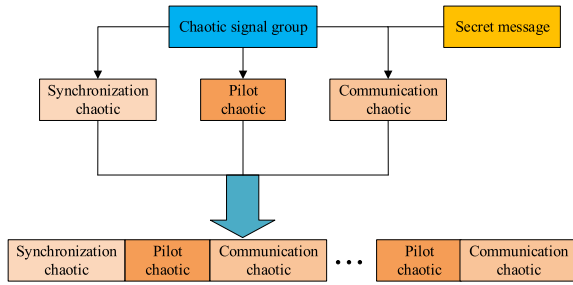 Chaotic signal group
Secret message
Synchronization
chaotic
Pilot
chaotic
Communication
chaotic
Synchronization
chaotic
Pilot
chaotic
Communication
chaotic
...
Pilot
chaotic
Communication
chaotic